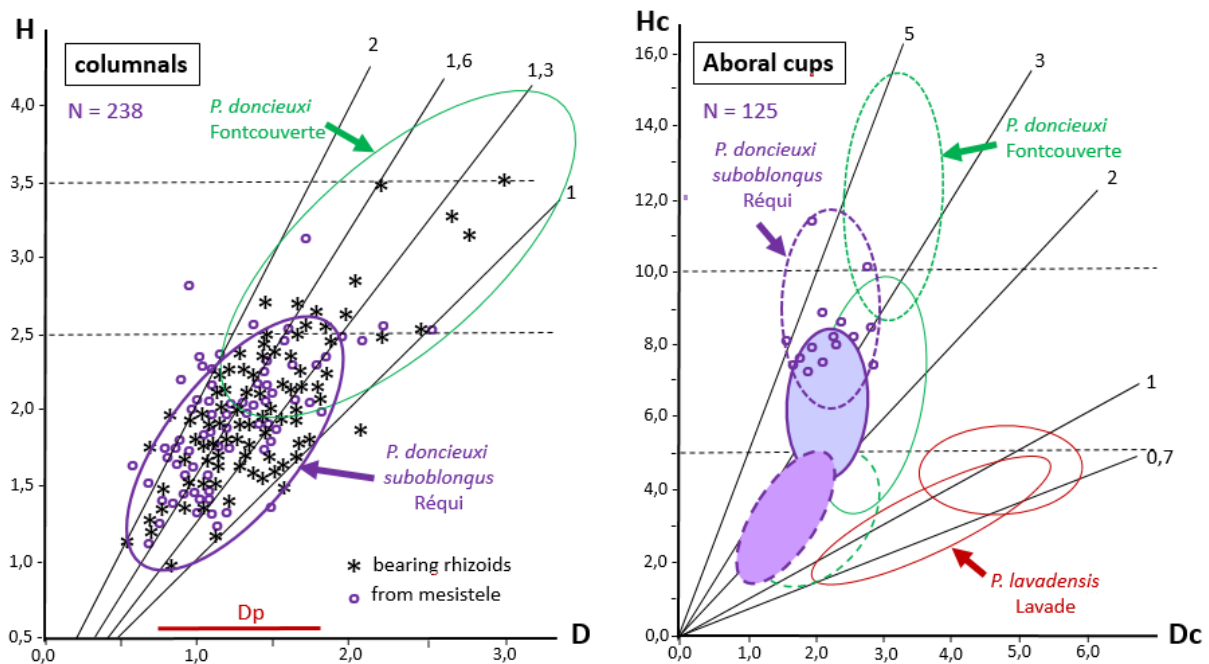 H
columnals
N = 238
2
1,6
1,3
1
P. doncieuxi
Fontcouverte
P. doncieuxi
suboblongus
Réqui
bearing rhizoids
from mesistele
Dp
D
4,0
3,5
3,0
2,5
2,0
1,5
1,0
0,5
0,0
1,0
2,0
3,0
Hc
Aboral cups
N = 125
5
3
2
1
0,7
P. doncieuxi
suboblongus
Réqui
P. doncieuxi
Fontcouverte
P. lavadensis
Lavade
16,0
14,0
12,0
10,0
8,0
6,0
4,0
2,0
0,0
0,0
1,0
2,0
3,0
4,0
5,0
6,0
Dc